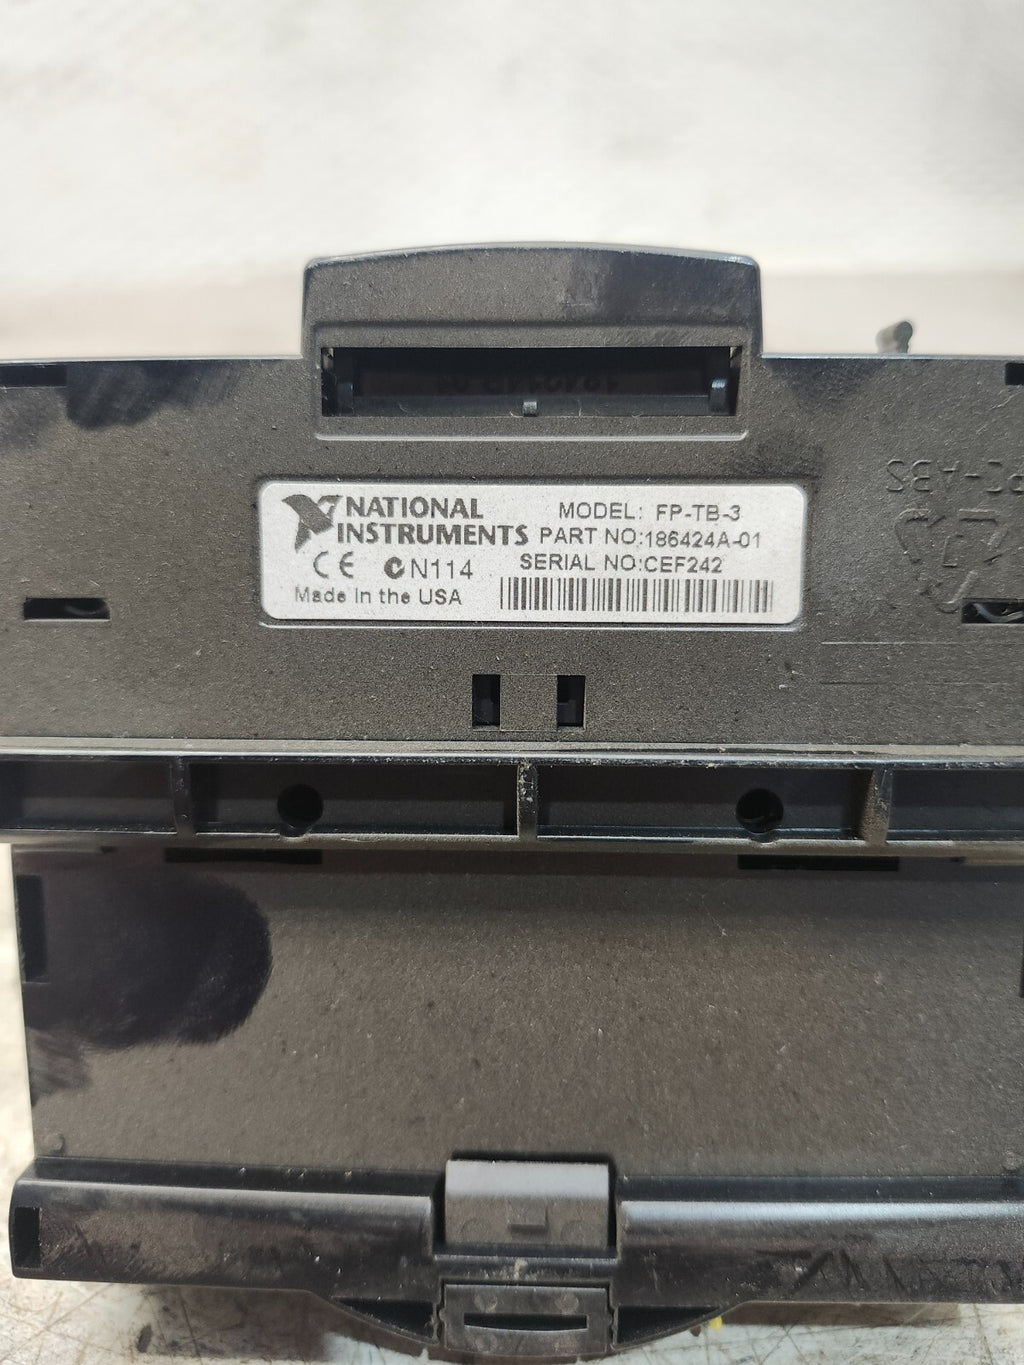 NATIONAL
INSTRUMENTS
CE N114
Made in the USA
MODEL: FP-TB-3
PART NO:186424A-01
SERIAL NO:CEF242